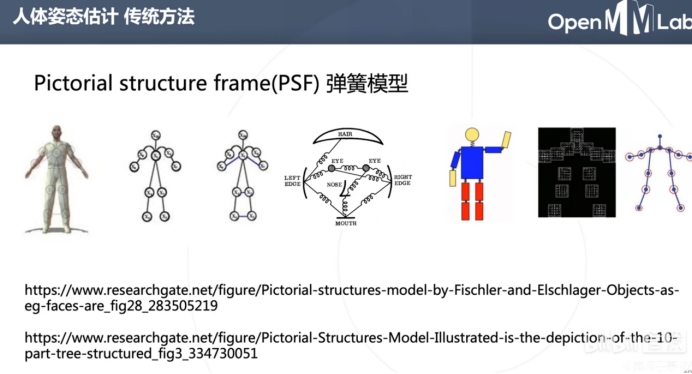 人体姿态估计 传统方法
OpenMMLab
Pictorial structure frame(PSF) 弹簧模型
HAIR
EYE EYE
LEFT EDGE
RIGHT EDGE
NOSE
MOUTH
https://www.researchgate.net/figure/Pictorial-structures-model-by-Fischler-and-Elschlager-Objects-as-
eg-faces-are_fig28_283505219
https://www.researchgate.net/figure/Pictorial-Structures-Model-Illustrated-is-the-depiction-of-the-10-
part-tree-structured_fig3_334730051